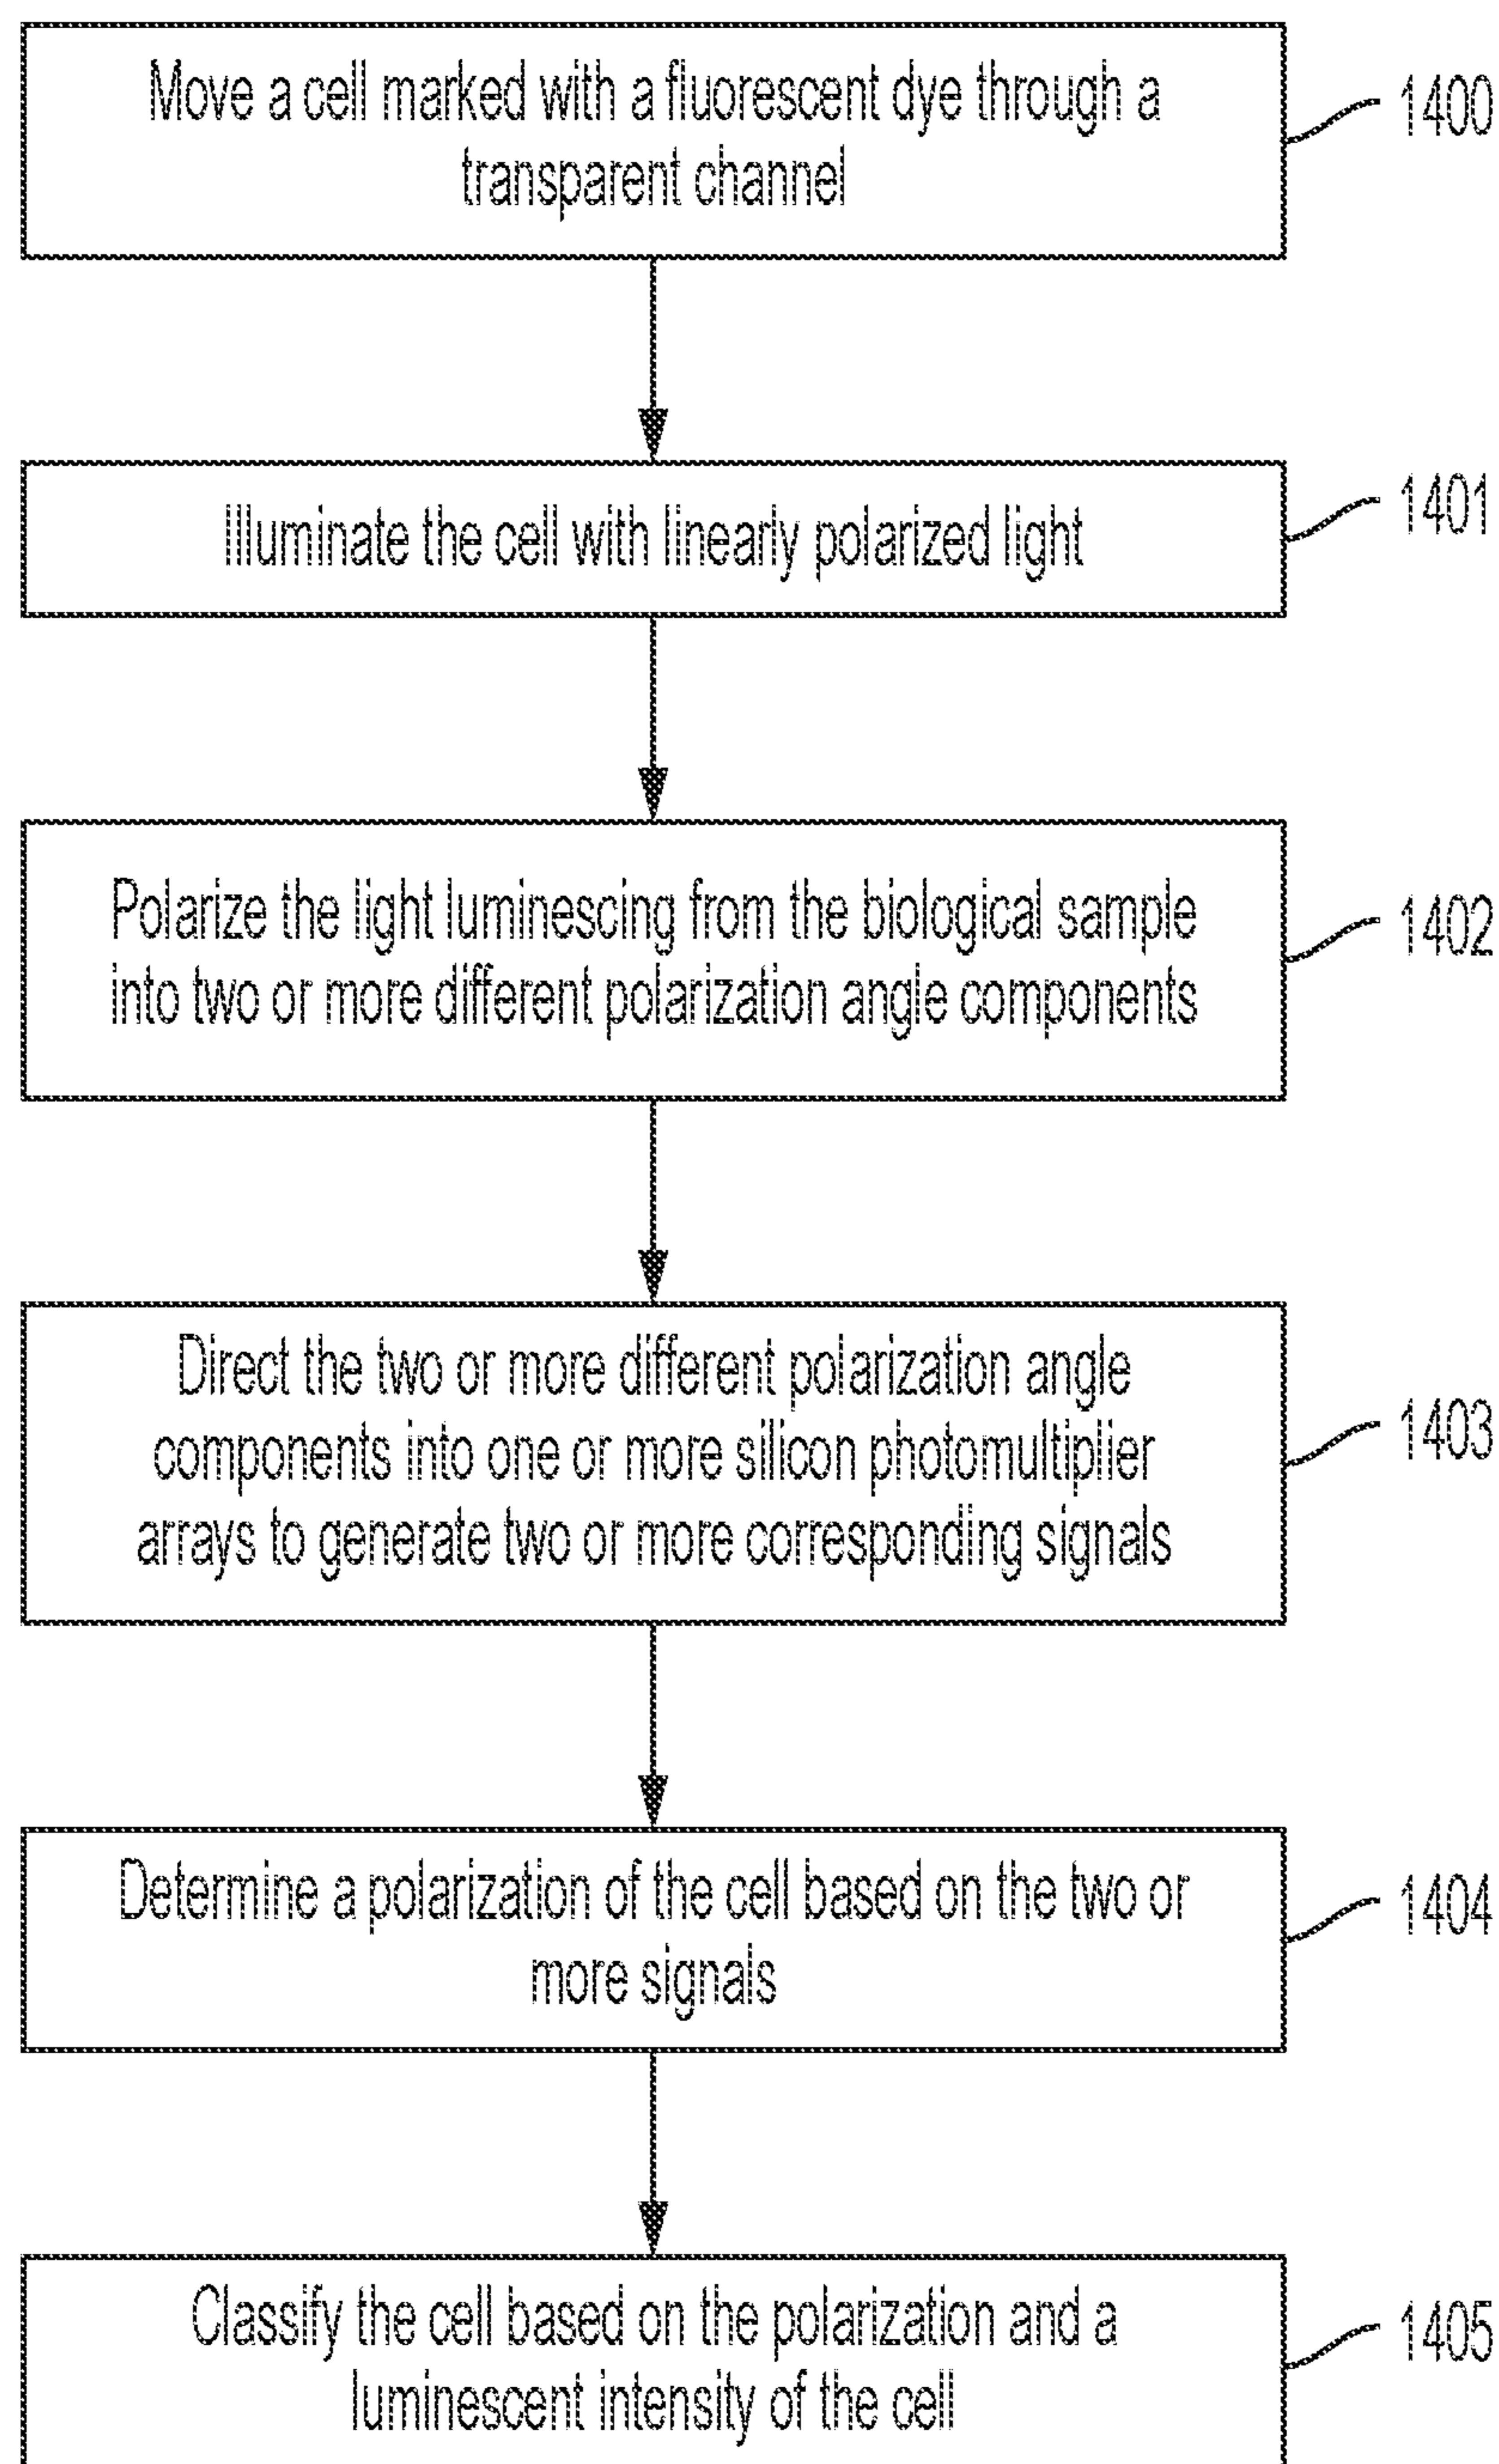 Move a cell marked with a fluorescent dye through a
transparent channel
1400
Illuminate the cell with linearly polarized light
1401
Polarize the light luminescing from the biological sample
into two or more different polarization angle components
1402
Direct the two or more different polarization angle
components into one or more silicon photomultiplier
arrays to generate two or more corresponding signals
1403
Determine a polarization of the cell based on the two or
more signals
1404
Classify the cell based on the polarization and a
luminescent intensity of the cell
1405